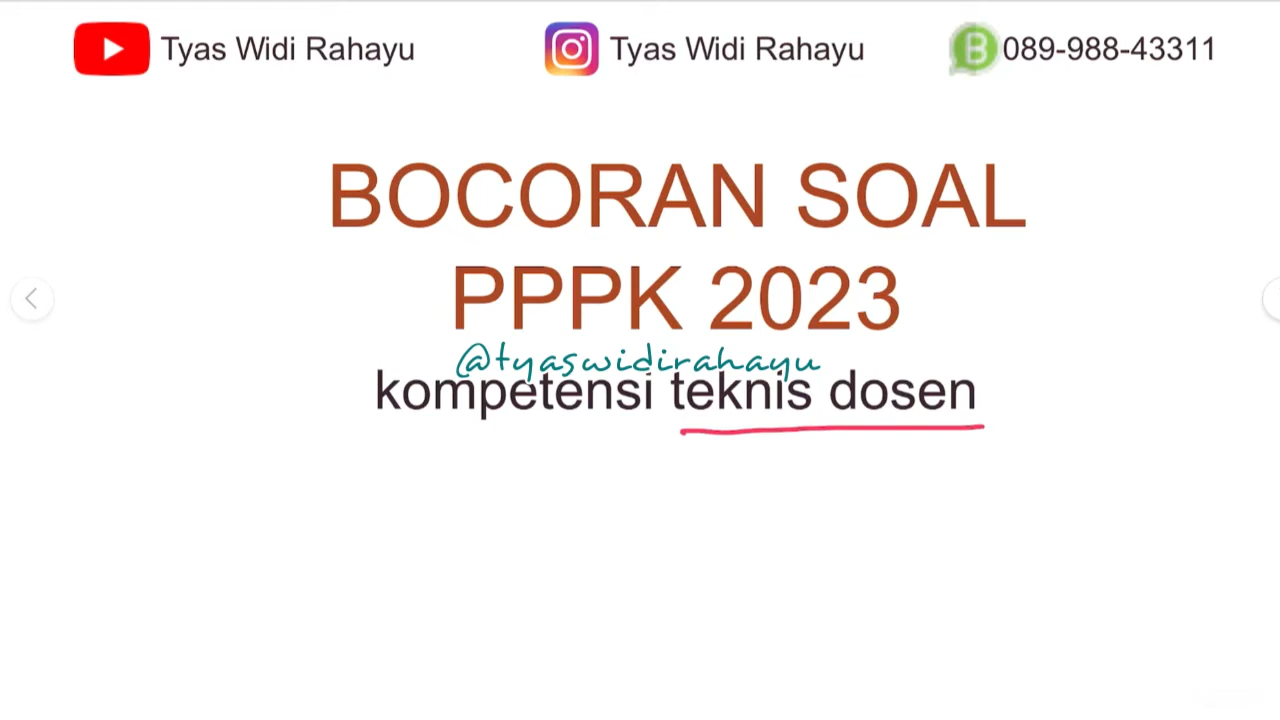 Tyas Widi Rahayu Tyas Widi Rahayu 089-988-43311
BOCORAN SOAL
PPPK 2023
@tyaswidirahayu
kompetensi teknis dosen